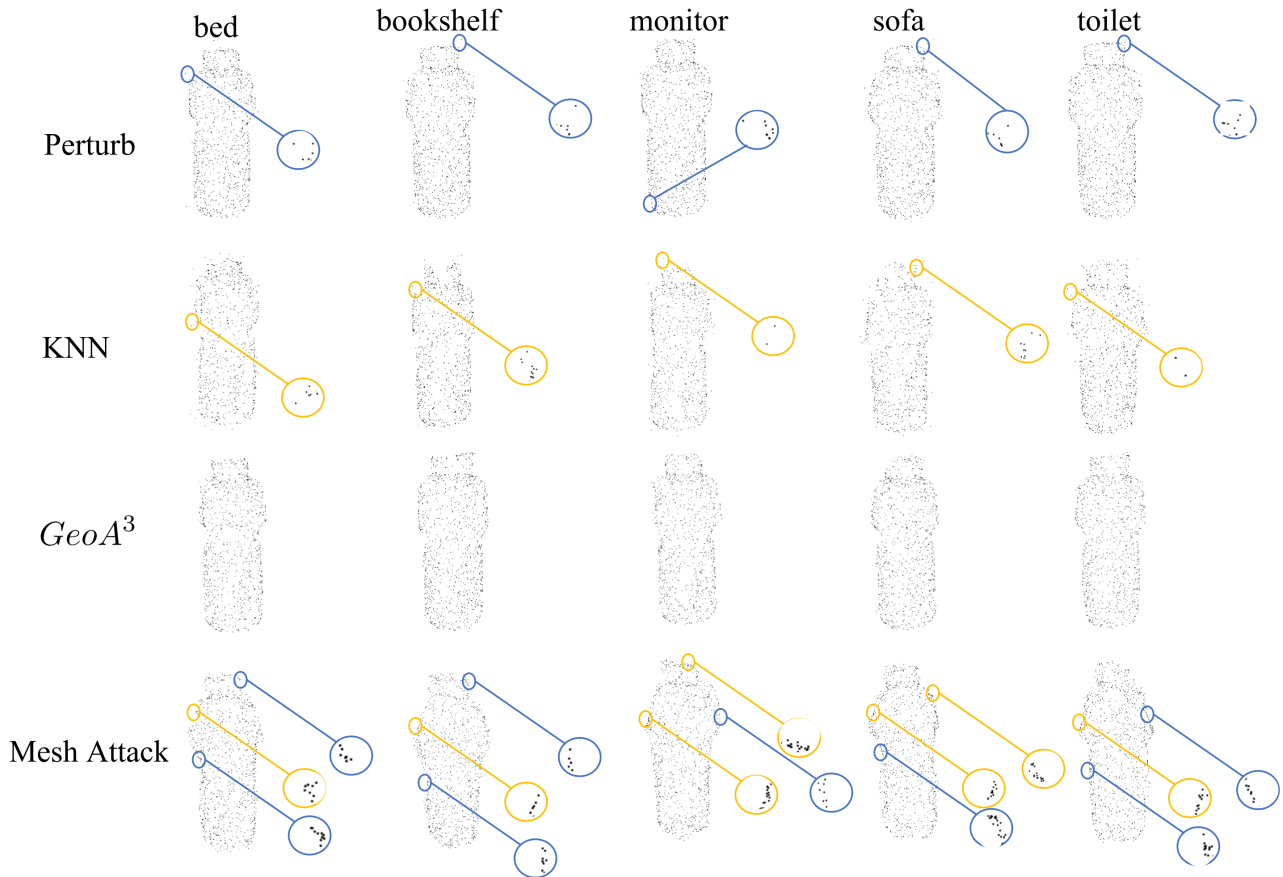 bed bookshelf monitor sofa toilet
Perturb
KNN
GeoA³
Mesh Attack